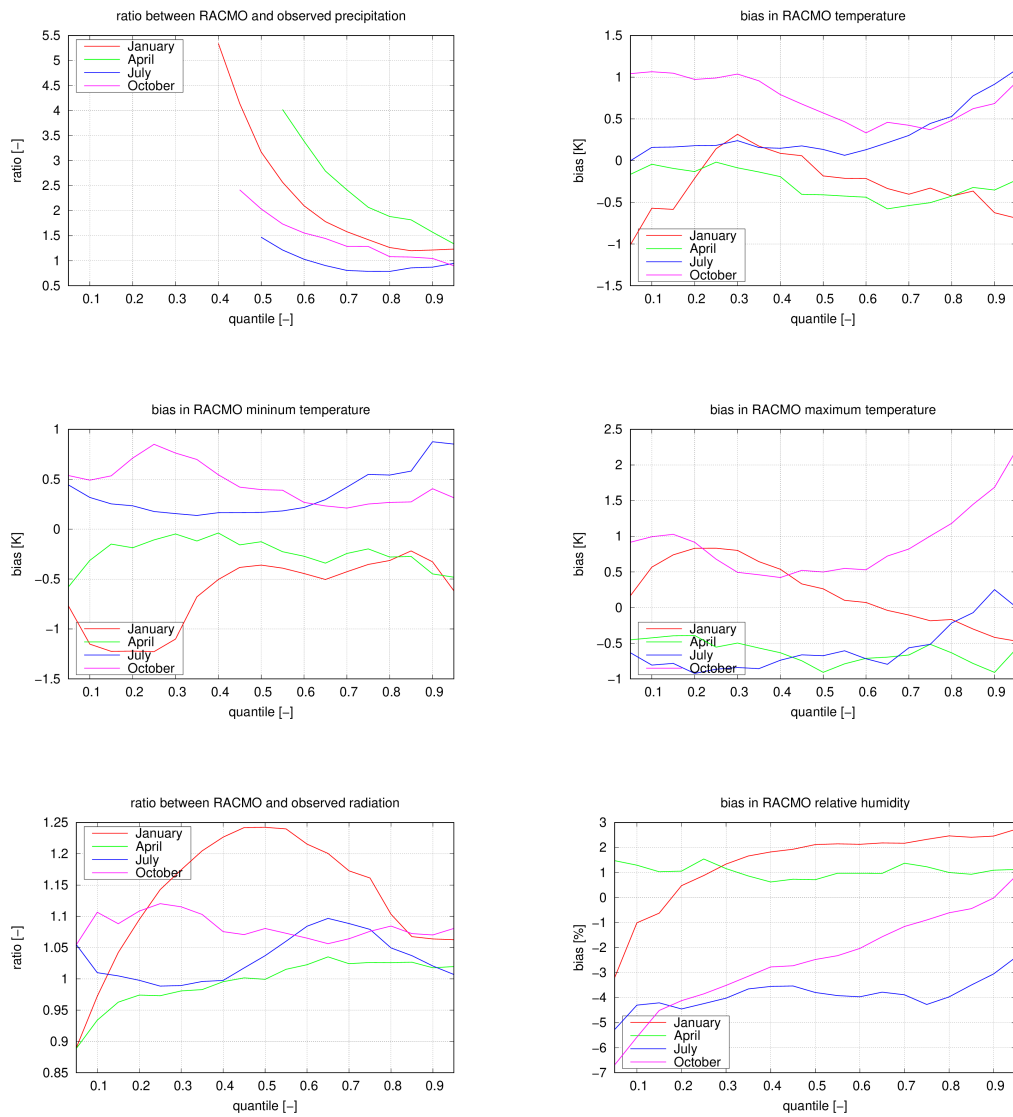 ratio between RACMO and observed precipitation
5.5
5
4.5
4
3.5
3
2.5
2
1.5
1
0.5
ratio [−]
January
April
July
October
0.1 0.2 0.3 0.3 0.4 0.5 0.6 0.7 0.8 0.9
quantile [−]
bias in RACMO temperature
1.5
1
0.5
0
−0.5
−1
−1.5
bias [K]
January
April
July
October
0.1 0.2 0.3 0.4 0.5 0.6 0.7 0.8 0.9
quantile [−]
bias in RACMO mininum temperature
1
0.5
0
−0.5
−1
−1.5
bias [K]
January
April
July
October
0.1 0.2 0.3 0.4 0.5 0.6 0.7 0.8 0.9
quantile [−]
bias in RACMO maximum temperature
2.5
2
1.5
1
0.5
0
−0.5
−1
bias [K]
January
April
July
October
0.1 0.2 0.3 0.4 0.5 0.6 0.7 0.8 0.9
quantile [−]
ratio between RACMO and observed radiation
1.25
1.2
1.15
1.1
1.05
1
0.95
0.9
0.85
ratio [−]
January
April
July
October
0.1 0.2 0.3 0.4 0.5 0.6 0.7 0.8 0.9
quantile [−]
bias in RACMO relative humidity
3
2
1
0
−1
−2
−3
−4
−5
−6
−7
bias [%]
January
April
July
October
0.1 0.2 0.3 0.4 0.5 0.6 0.7 0.8 0.9
quantile [−]